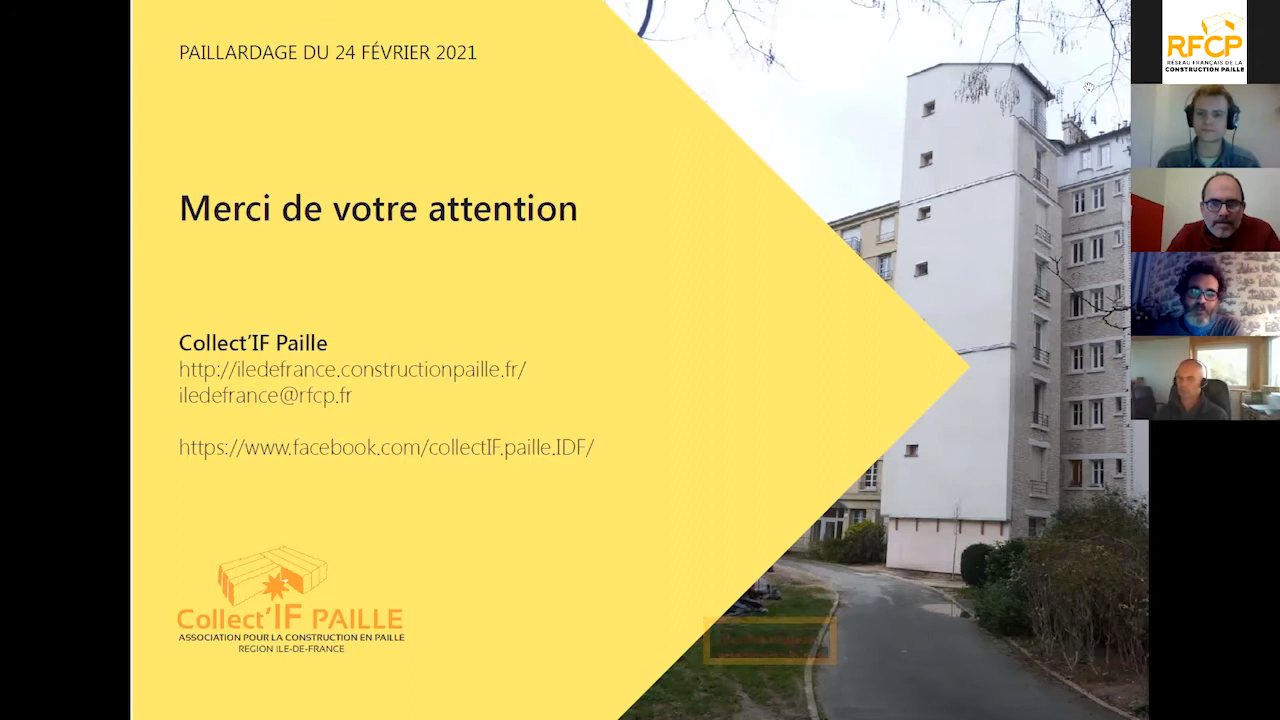 PAILLARDAGE DU 24 FÉVRIER 2021
Merci de votre attention
Collect'IF Paille
http://iledefrance.constructionpaille.fr/
iledefrance@rfcp.fr
https://www.facebook.com/collectIF.paille.IDF/
Collect'IF PAILLE
ASSOCIATION POUR LA CONSTRUCTION EN PAILLE
REGION ILE-DE-FRANCE
RFCP
RÉSEAU FRANÇAIS DE LA
CONSTRUCTION PAILLE